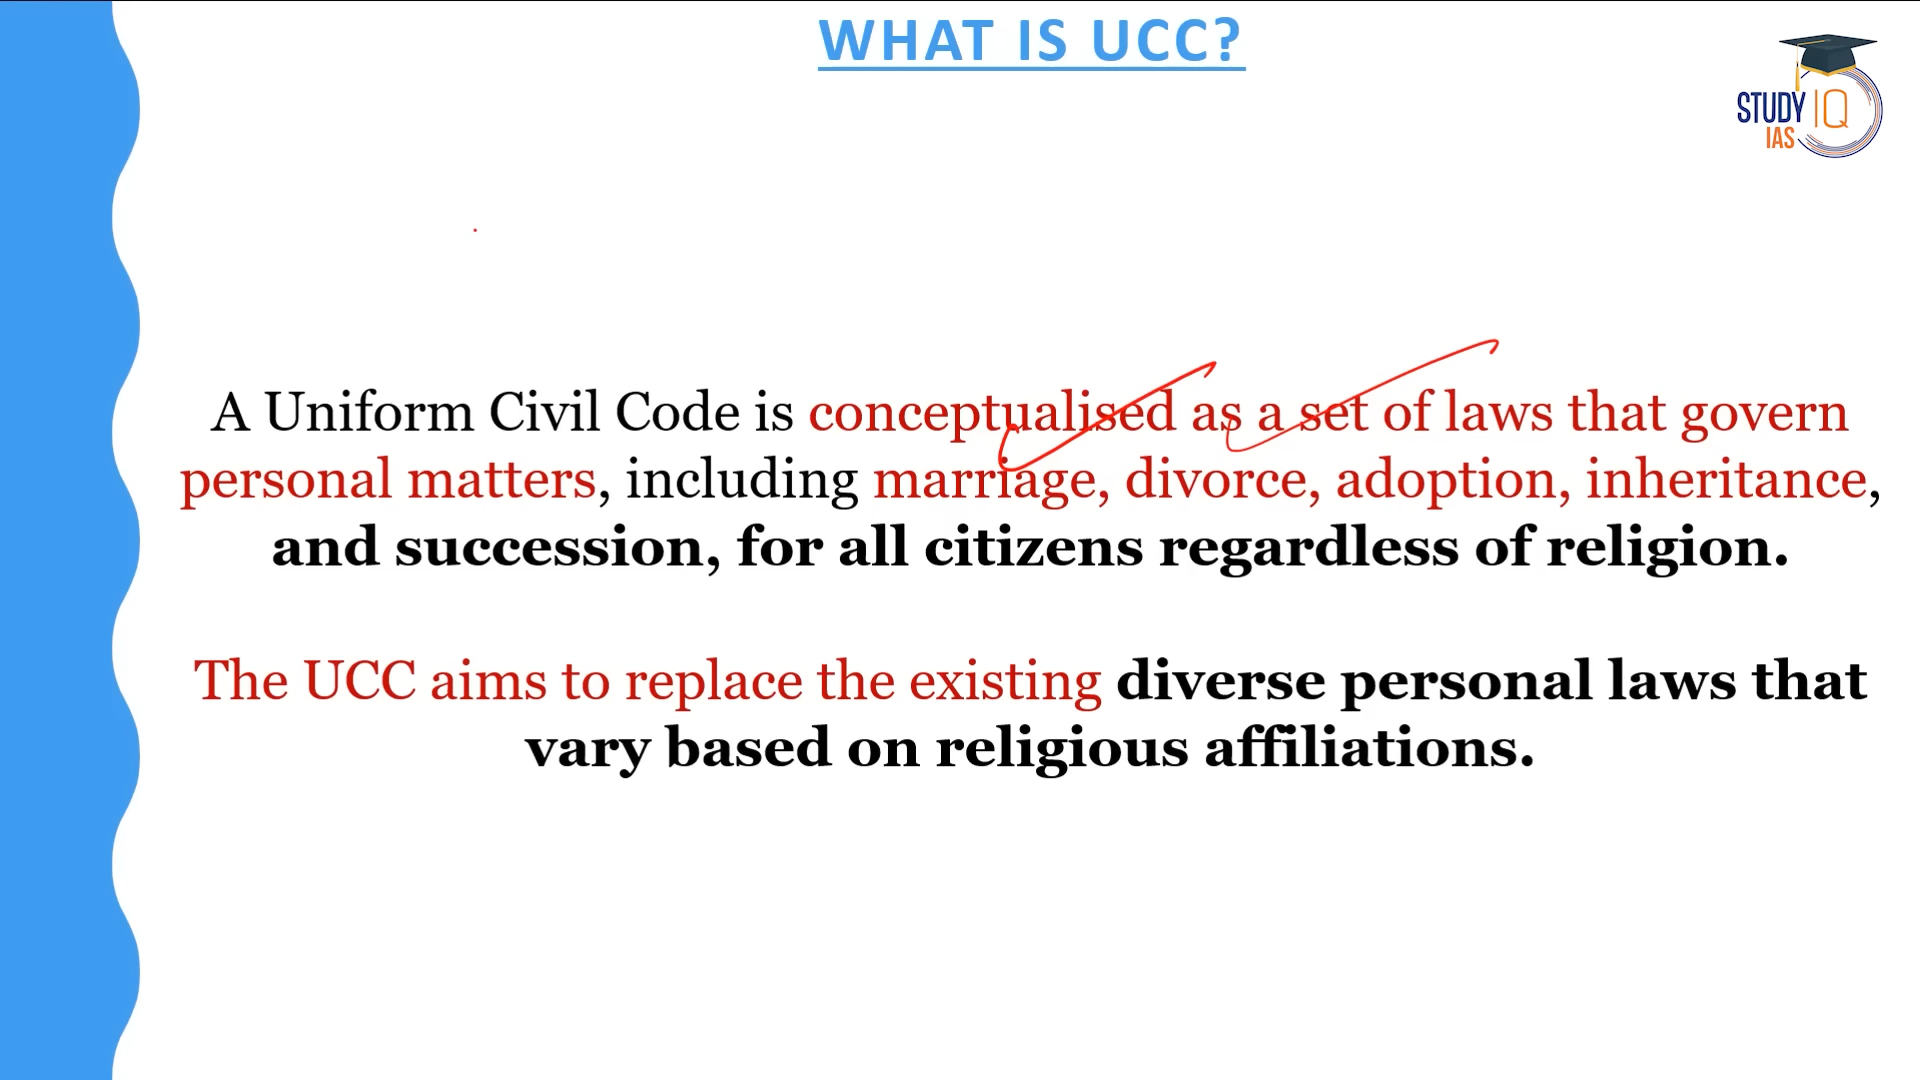 WHAT IS UCC?
STUDY IQ
IAS
A Uniform Civil Code is conceptualised as a set of laws that govern
personal matters, including marriage, divorce, adoption, inheritance,
and succession, for all citizens regardless of religion.
The UCC aims to replace the existing diverse personal laws that
vary based on religious affiliations.